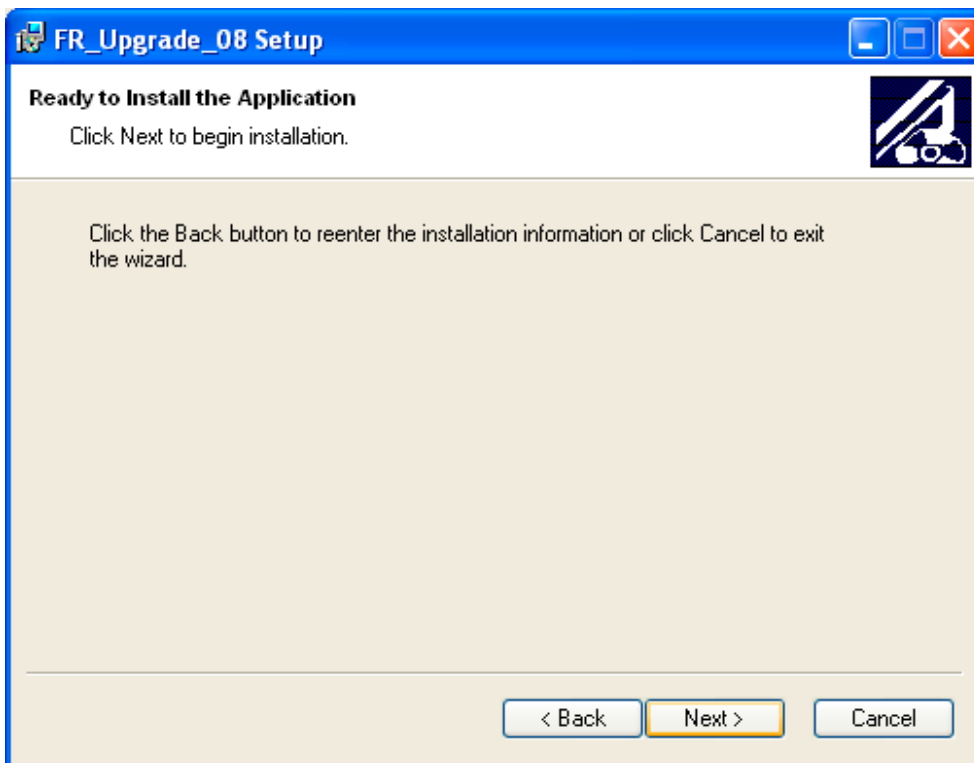 FR_Upgrade_08 Setup
Ready to Install the Application
Click Next to begin installation.
Click the Back button to reenter the installation information or click Cancel to exit
the wizard.
< Back Next > Cancel